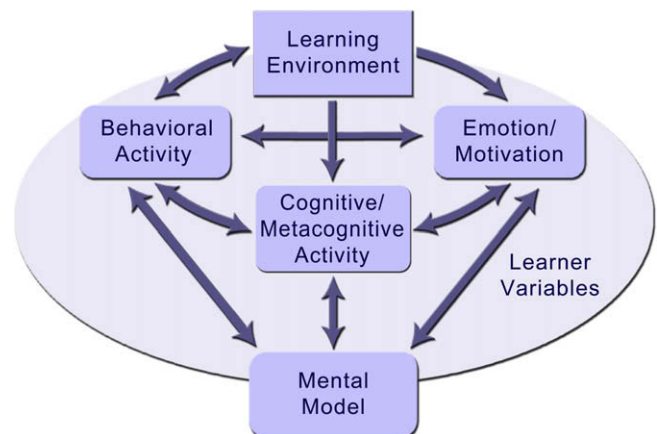 Learning
Environment
Behavioral
Activity
Emotion/
Motivation
Cognitive/
Metacognitive
Activity
Learner
Variables
Mental
Model